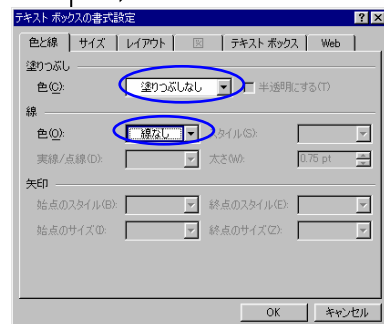 テキスト ボックスの書式設定
色と線 サイズ レイアウト 図 テキスト ボックス Web
塗りつぶし
色(C): 塗りつぶしなし 半透明にする(T)
線
色(O): 線なし スタイル(S):
実線/点線(D): 太さ(W): 0.75 pt
矢印
始点のスタイル(B): 終点のスタイル(E):
始点のサイズ(I): 終点のサイズ(Z):
OK キャンセル